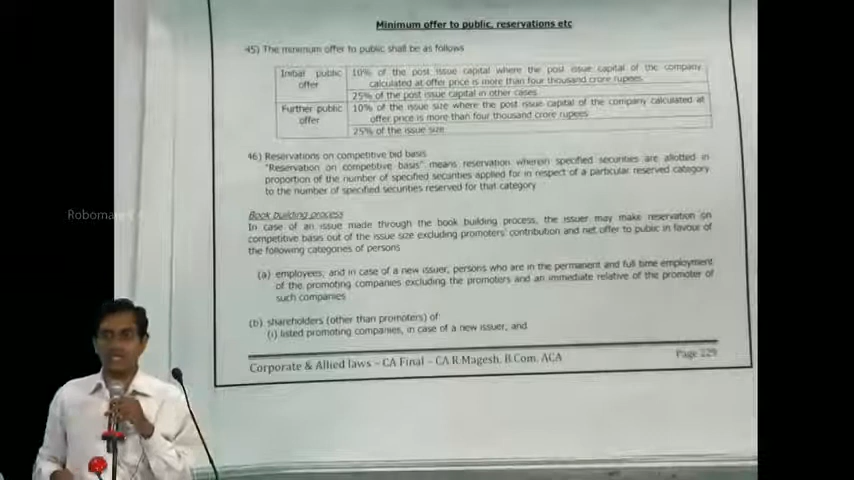 Minimum offer to public, reservations etc
45) The minimum offer to public shall be as follows
Initial public offer
10% of the post issue capital where the post issue capital of the company
calculated at offer price is more than four thousand crore rupees.
25% of the post issue capital in other cases
Further public offer
10% of the issue size where the post issue capital of the company calculated at
offer price is more than four thousand crore rupees
25% of the issue size
46) Reservations on competitive bid basis
"Reservation on competitive basis" means reservation wherein specified securities are allotted in
proportion of the number of specified securities applied for in respect of a particular reserved category
to the number of specified securities reserved for that category
Book building process
In case of an issue made through the book building process, the issuer may make reservation on
competitive basis out of the issue size excluding promoters' contribution and net offer to public in favour of
the following categories of persons
(a) employees, and in case of a new issuer, persons who are in the permanent and full time employment
of the promoting companies excluding the promoters and an immediate relative of the promoter of
such companies
(b) shareholders (other than promoters) of
(i) listed promoting companies, in case of a new issuer, and
Corporate & Allied laws – CA Final – CA R.Magesh. B.Com. ACA
Page 229